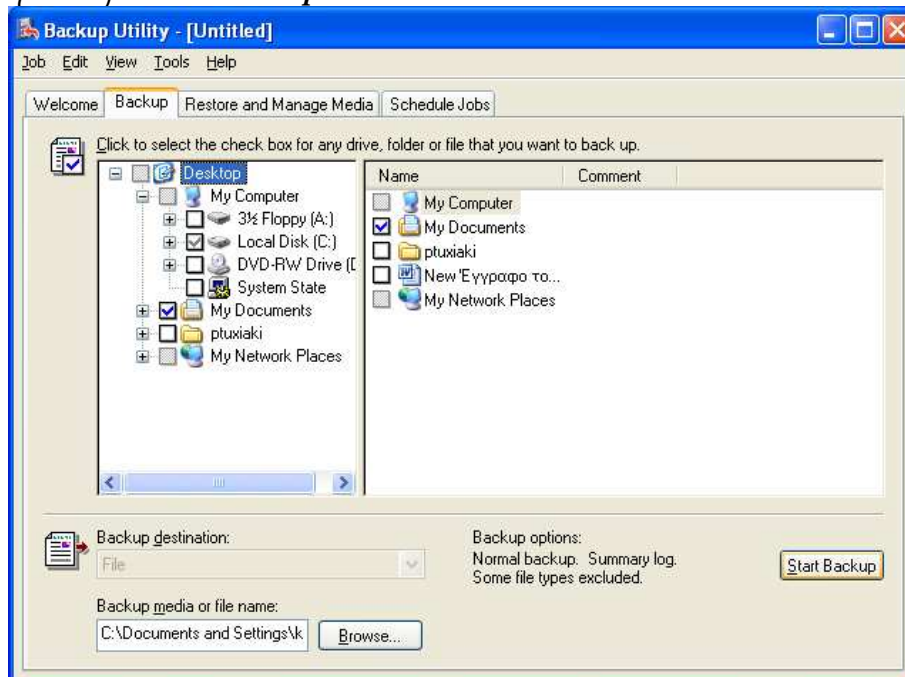 Backup Utility - [Untitled]
Job Edit View Tools Help
Welcome Backup Restore and Manage Media Schedule Jobs
Click to select the check box for any drive, folder or file that you want to back up.
Desktop
My Computer
3½ Floppy (A:)
Local Disk (C:)
DVD-RW Drive (D
System State
My Documents
ptuxiaki
My Network Places
Name Comment
My Computer
My Documents
ptuxiaki
New Έγγραφο το...
My Network Places
Backup destination:
File
Backup media or file name:
C:\Documents and Settings\k
Browse...
Backup options:
Normal backup. Summary log.
Some file types excluded.
Start Backup